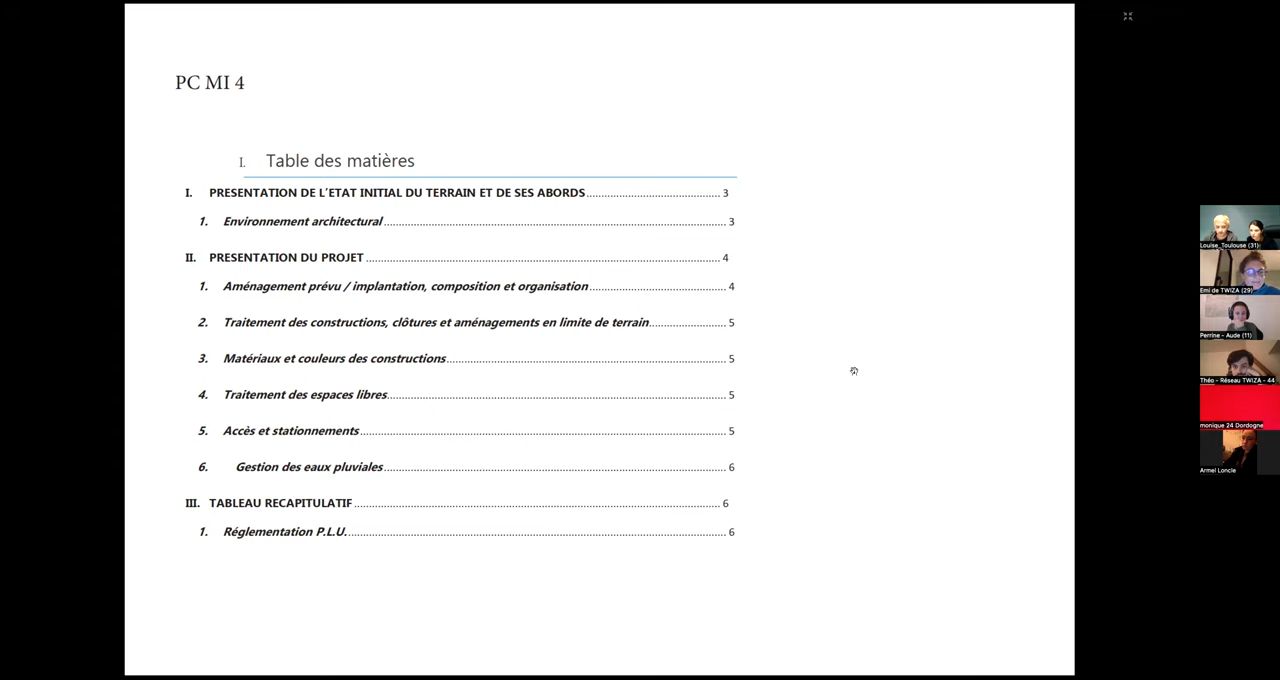 PC MI 4
I. Table des matières
I. PRESENTATION DE L’ETAT INITIAL DU TERRAIN ET DE SES ABORDS 3
1. Environnement architectural 3
II. PRESENTATION DU PROJET 4
1. Aménagement prévu / implantation, composition et organisation 4
2. Traitement des constructions, clôtures et aménagements en limite de terrain 5
3. Matériaux et couleurs des constructions 5
4. Traitement des espaces libres 5
5. Accès et stationnements 5
6. Gestion des eaux pluviales 6
III. TABLEAU RECAPITULATIF 6
1. Réglementation P.L.U. 6
Louise_Toulouse (31)
Emi de TWIZA (29)
Perrine - Aude (11)
Théo - Réseau TWIZA - 44
monique 24 Dordogne
Armel Loncle